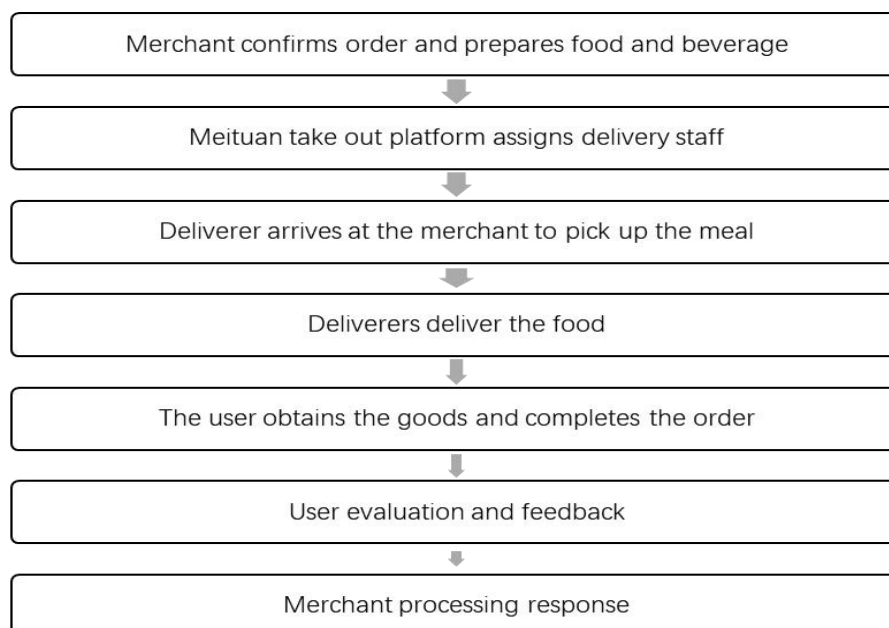 Merchant confirms order and prepares food and beverage
Meituan take out platform assigns delivery staff
Deliverer arrives at the merchant to pick up the meal
Deliverers deliver the food
The user obtains the goods and completes the order
User evaluation and feedback
Merchant processing response